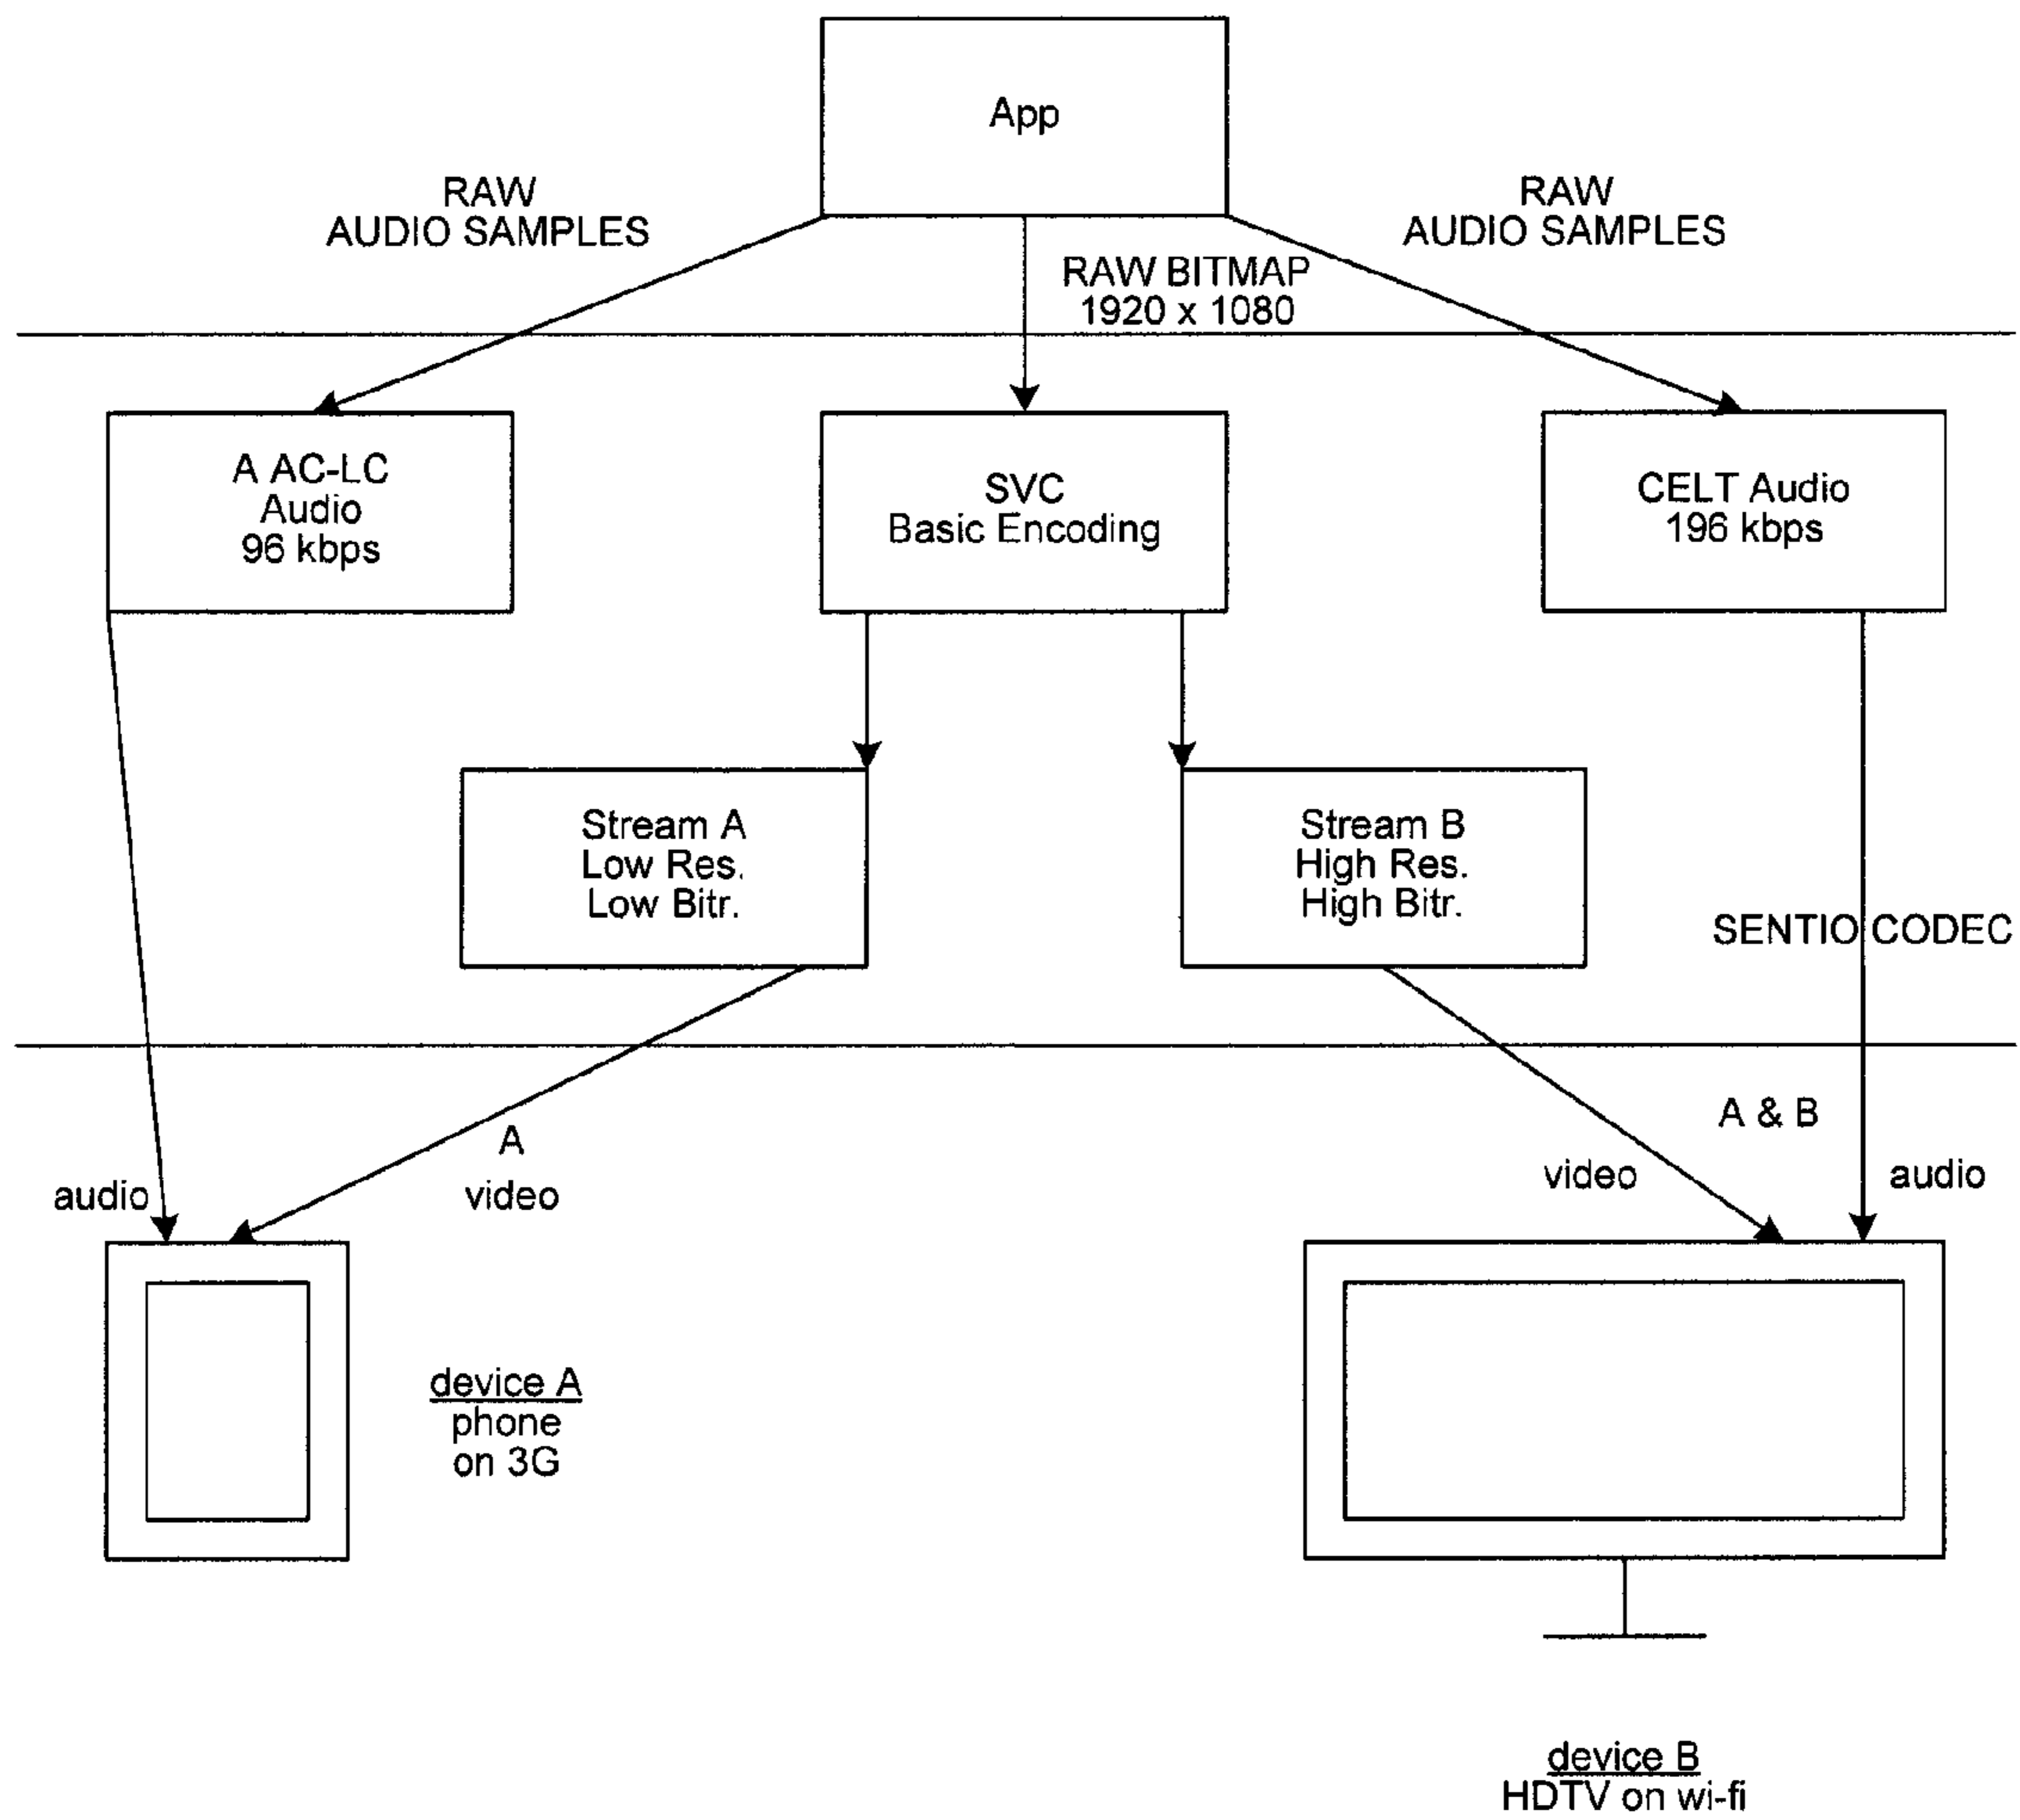 App
RAW
AUDIO SAMPLES
RAW
AUDIO SAMPLES
RAW BITMAP
1920 x 1080
A AC-LC
Audio
96 kbps
SVC
Basic Encoding
CELT Audio
196 kbps
Stream A
Low Res.
Low Bitr.
Stream B
High Res.
High Bitr.
SENTIO CODEC
A
video
audio
A & B
video
audio
device A
phone
on 3G
device B
HDTV on wi-fi